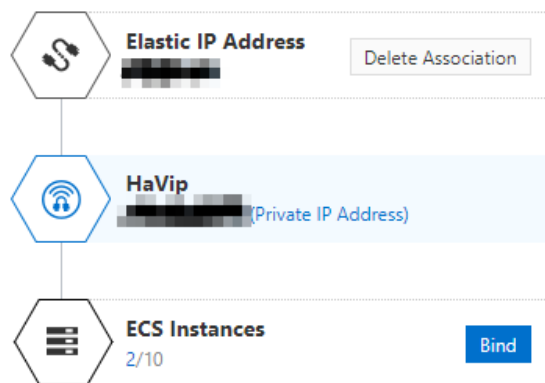 Elastic IP Address
Delete Association
HaVip
(Private IP Address)
ECS Instances
2/10
Bind